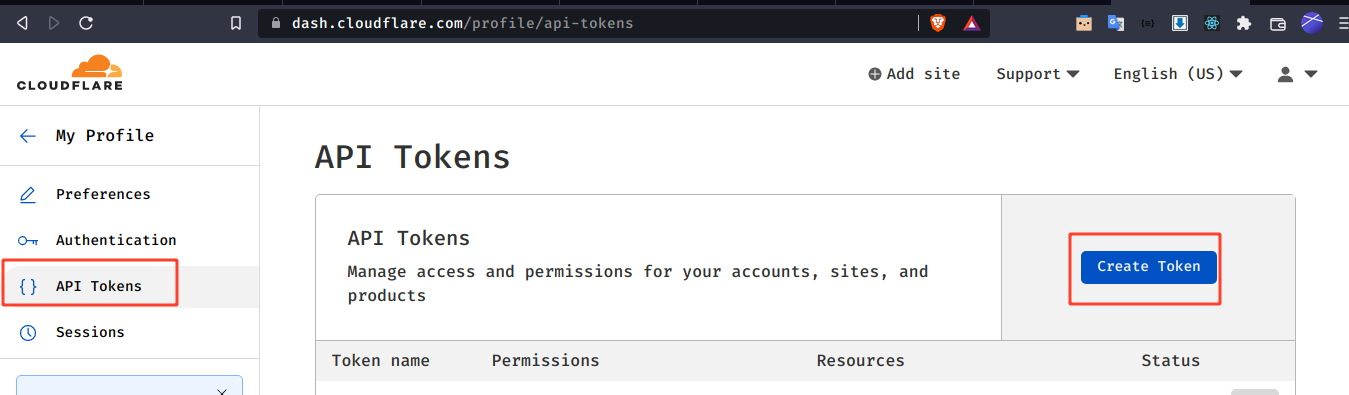 dash.cloudflare.com/profile/api-tokens
CLOUDFLARE
Add site
Support
English (US)
My Profile
Preferences
Authentication
API Tokens
Sessions
API Tokens
API Tokens
Manage access and permissions for your accounts, sites, and
products
Create Token
Token name Permissions Resources Status